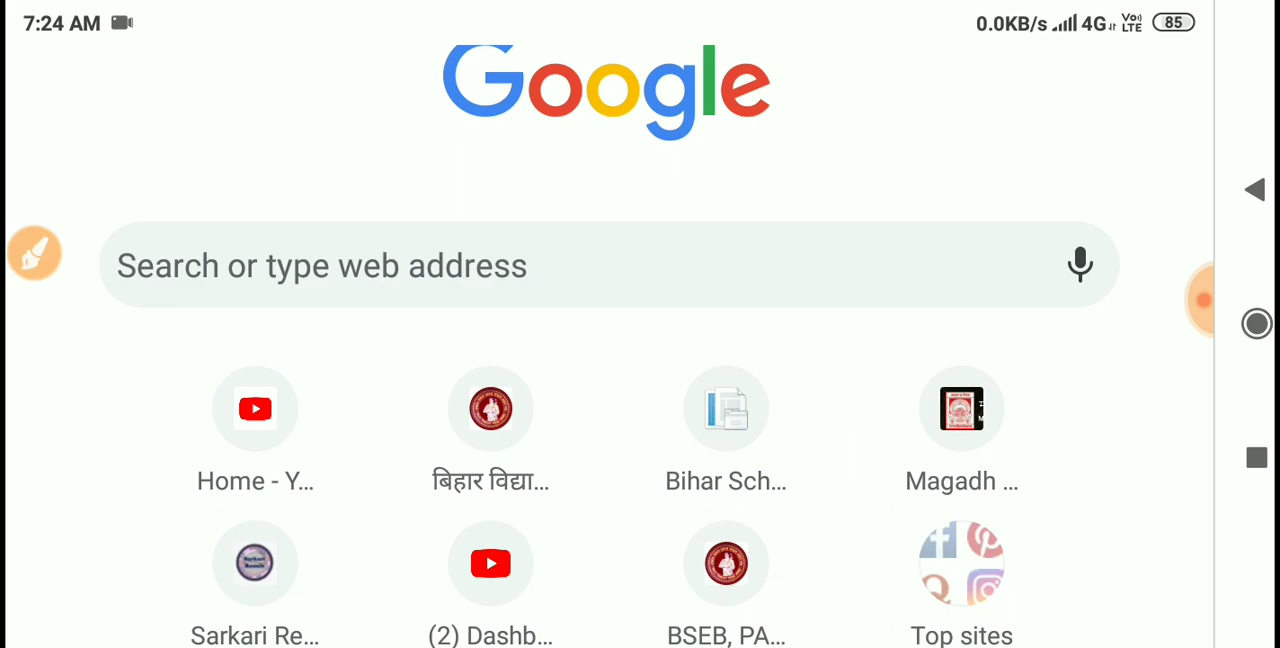 7:24 AM 0.0KB/s 4G Vo) LTE 85
Google
Search or type web address
Home - Y... बिहार विद्या... Bihar Sch... Magadh ...
Sarkari Re... (2) Dashb... BSEB, PA... Top sites